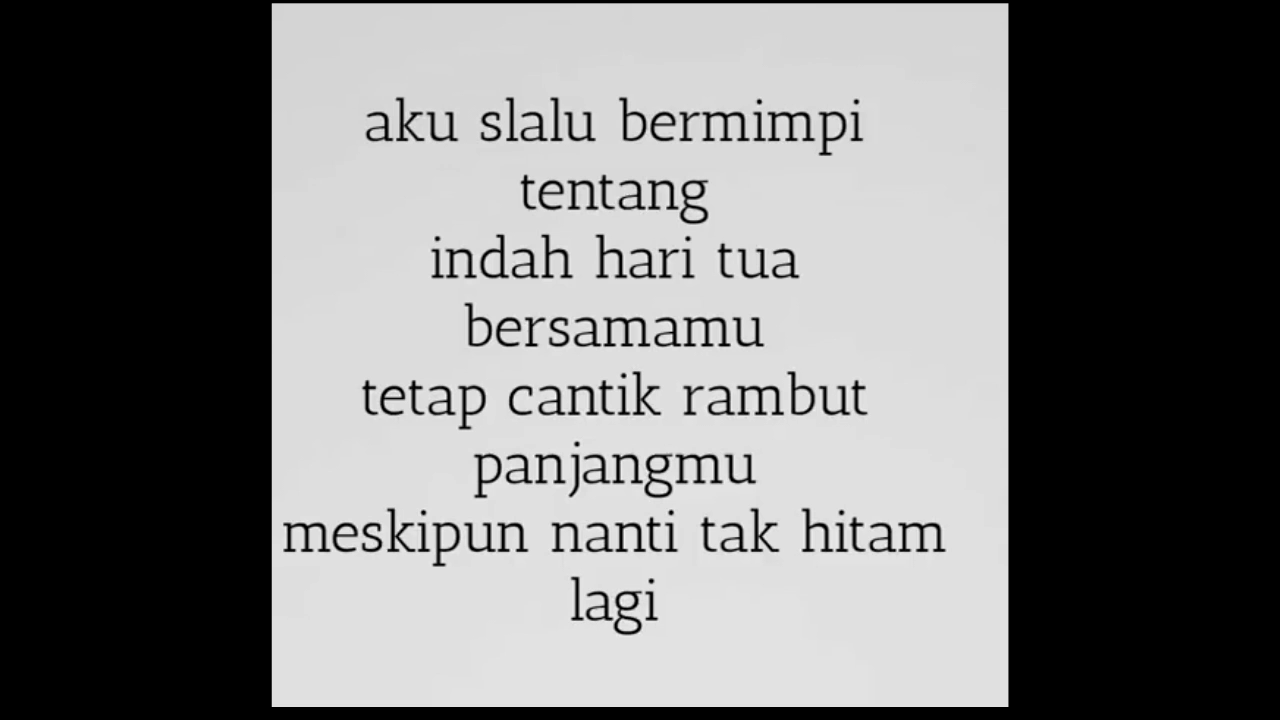 aku slalu bermimpi
tentang
indah hari tua
bersamamu
tetap cantik rambut
panjangmu
meskipun nanti tak hitam
lagi